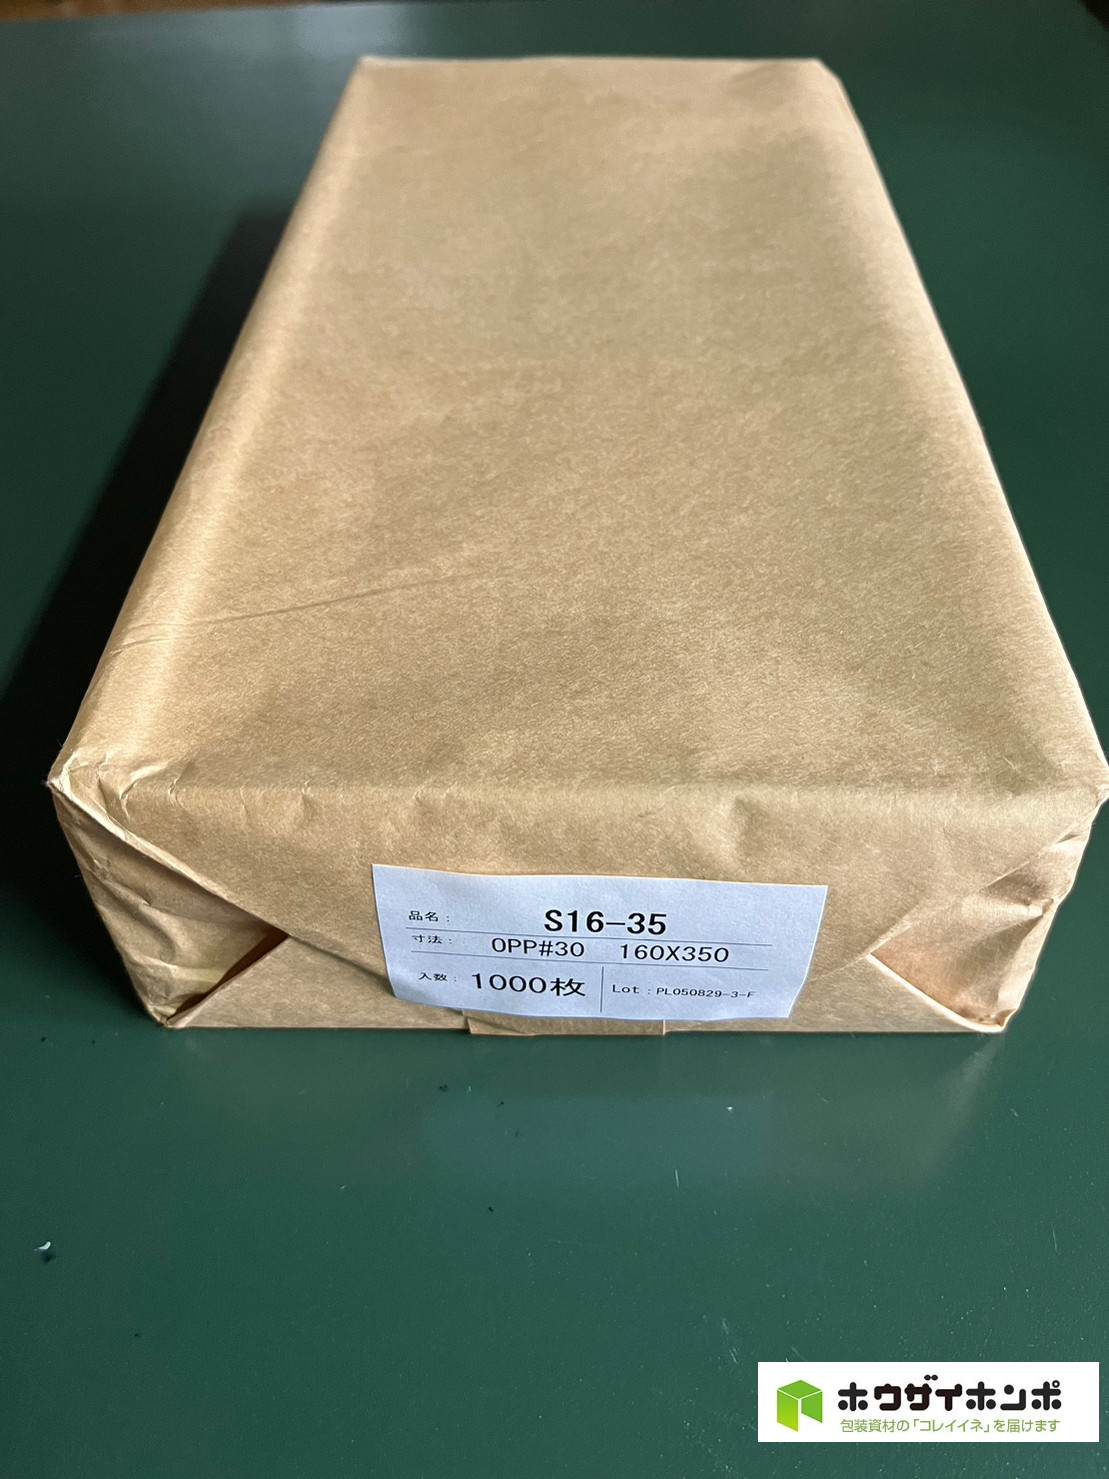 品名： S16-35
寸法： OPP#30 160X350
入数： 1000枚 Lot：PL050829-3-F
ホウザイホンポ
包装資材の「コレイイネ」を届けます